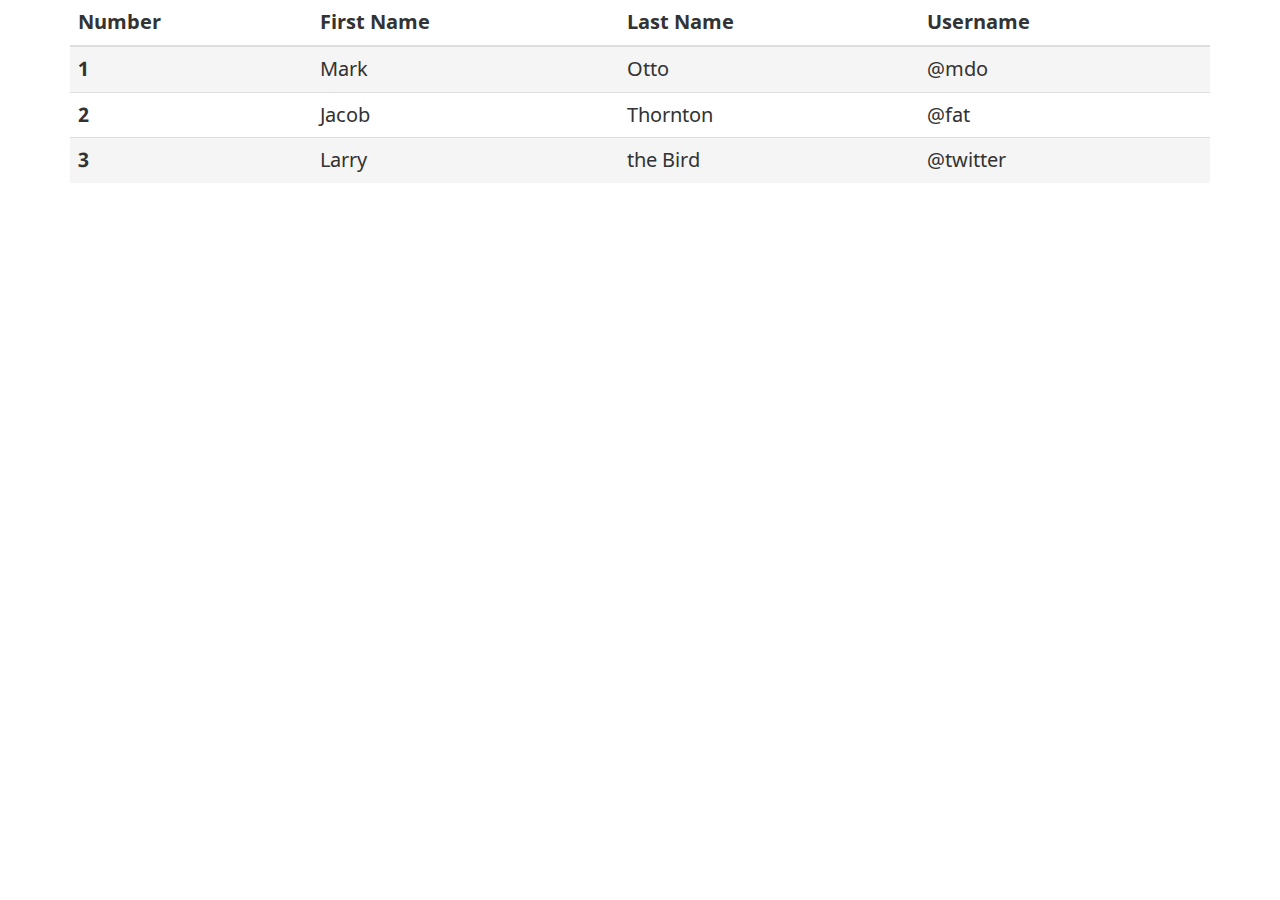 Number First Name Last Name Username
1 Mark Otto @mdo
2 Jacob Thornton @fat
3 Larry the Bird @twitter